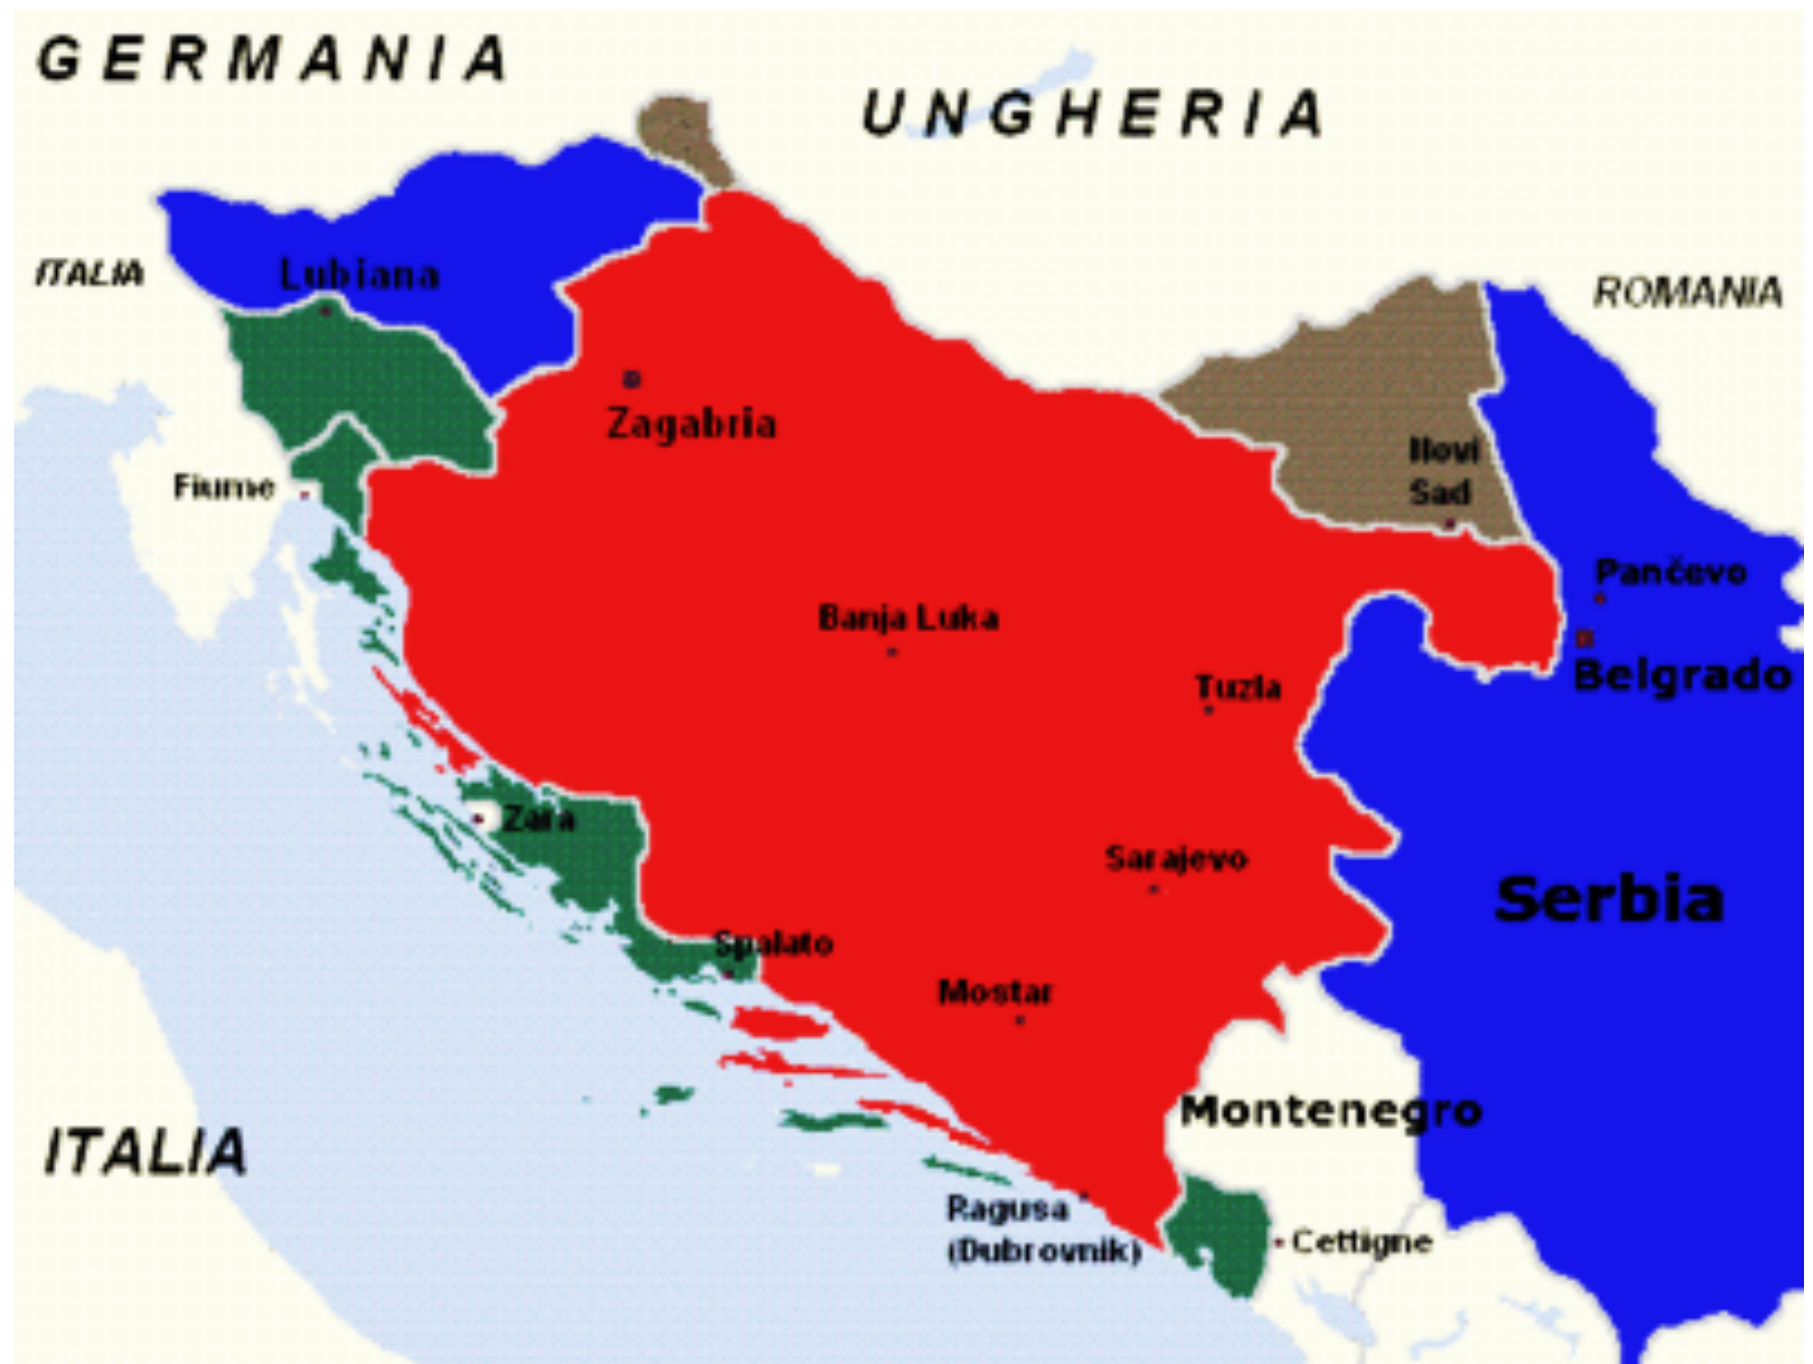 GERMANIA
UNGHERIA
ITALIA
Lubiana
ROMANIA
Zagabria
Novi
Sad
Fiume
Pančevo
Banja Luka
Belgrado
Tuzla
Zara
Sarajevo
Serbia
Spalato
Mostar
Montenegro
ITALIA
Ragusa
(Dubrovnik)
Cettigne